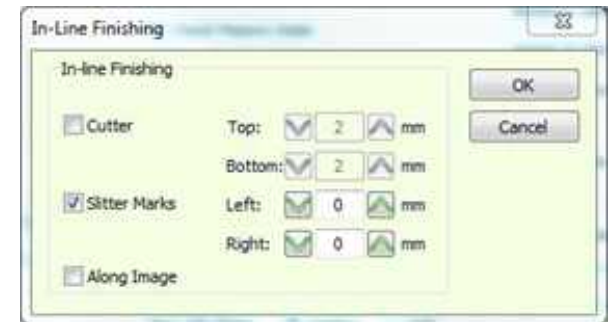 In-Line Finishing
In-line Finishing
OK
Cutter Top: 2 mm Cancel
Bottom: 2 mm
Slitter Marks Left: 0 mm
Right: 0 mm
Along Image